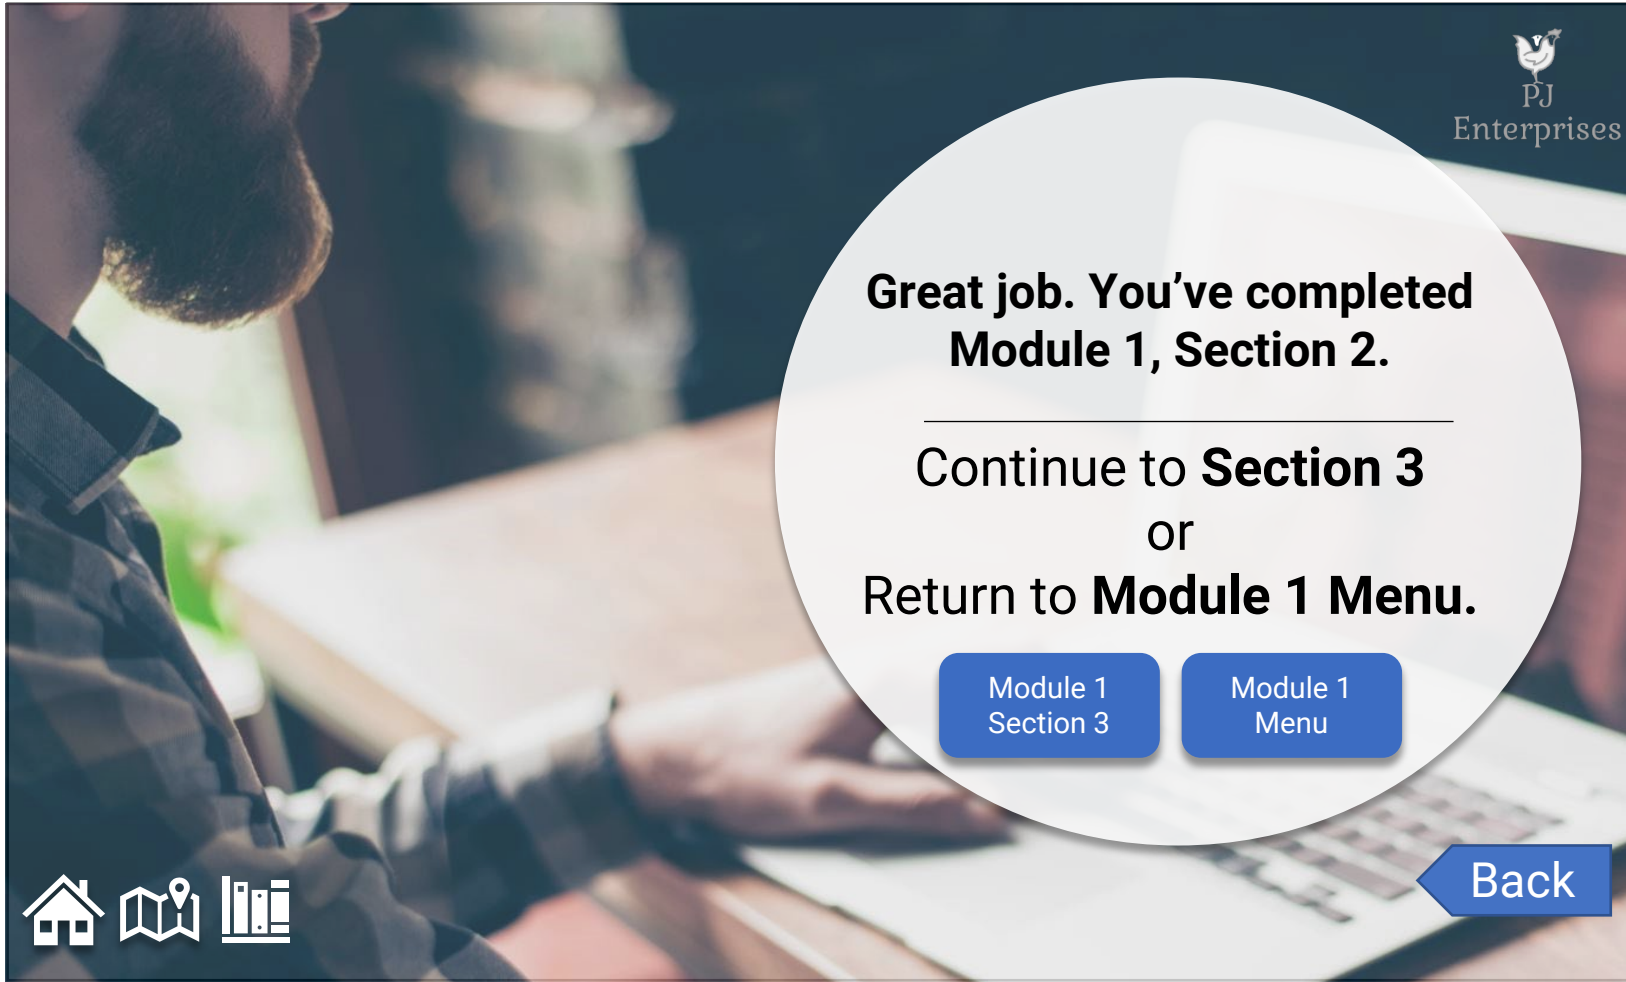 PJ
Enterprises
Great job. You’ve completed
Module 1, Section 2.
Continue to Section 3
or
Return to Module 1 Menu.
Module 1
Section 3
Module 1
Menu
Back